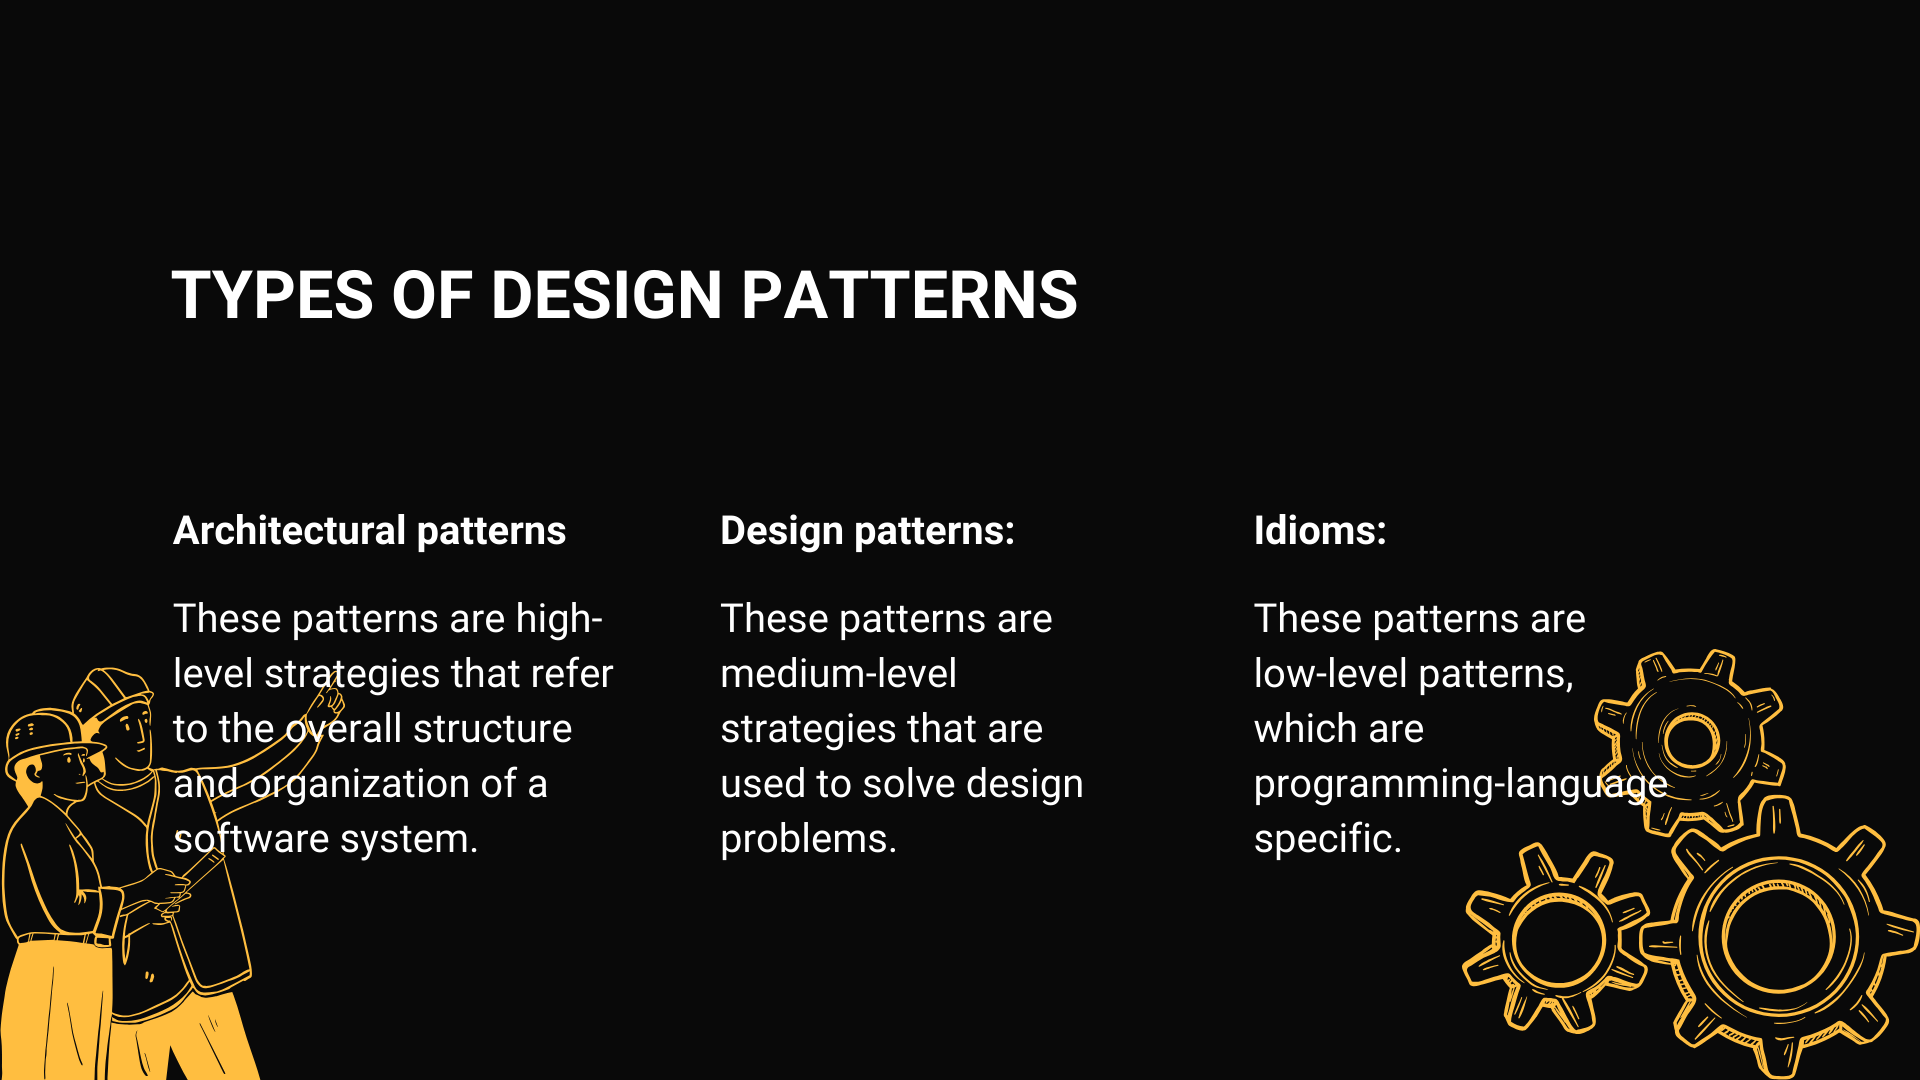 TYPES OF DESIGN PATTERNS
Architectural patterns
These patterns are high-
level strategies that refer
to the overall structure
and organization of a
software system.
Design patterns:
These patterns are
medium-level
strategies that are
used to solve design
problems.
Idioms:
These patterns are
low-level patterns,
which are
programming-language
specific.